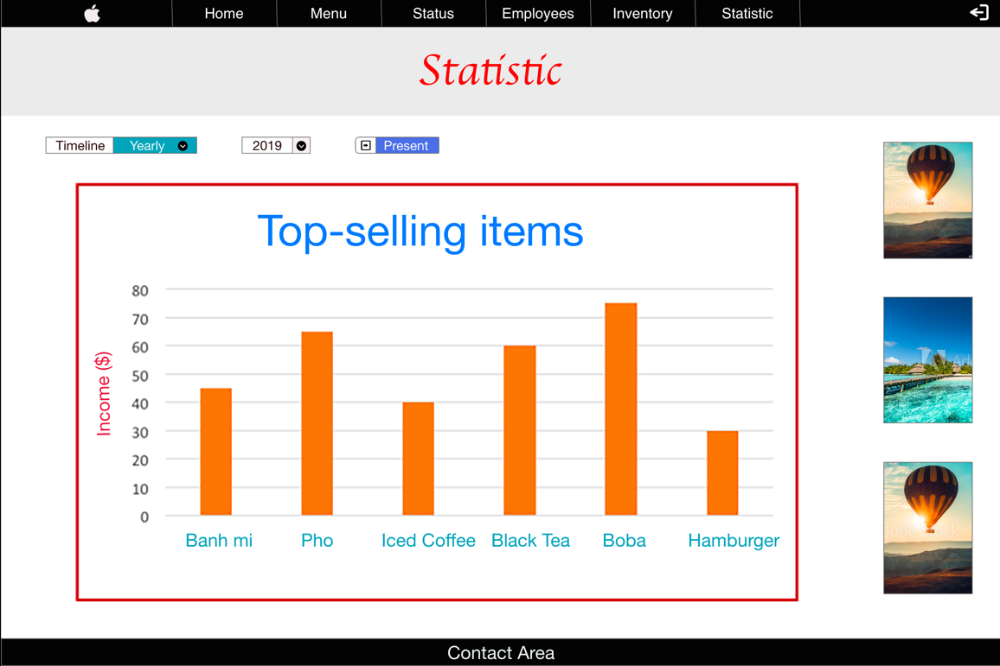 Home Menu Status Employees Inventory Statistic
Statistic
Timeline Yearly 2019 Present
Top-selling items
80
70
60
50
40
30
20
10
0
Income ($)
Banh mi Pho Iced Coffee Black Tea Boba Hamburger
Contact Area